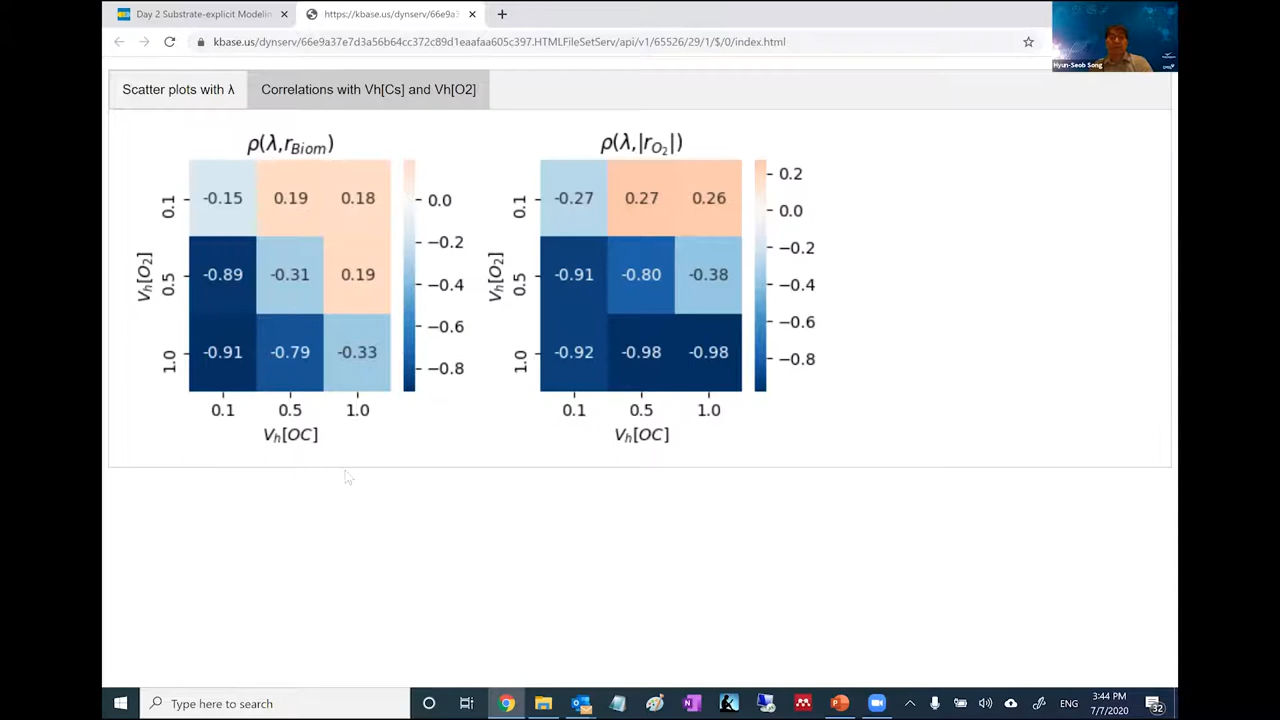 Day 2 Substrate-explicit Modelin
https://kbase.us/dynserv/66e9a3
kbase.us/dynserv/66e9a37e7d3a56b64cc372c89d1eaafaa605c397.HTMLFileSetServ/api/v1/65526/29/1/$/0/index.html
Hyun-Seob Song
Scatter plots with λ
Correlations with Vh[Cs] and Vh[O2]
ρ(λ,rBiom)
-0.15 0.19 0.18
-0.89 -0.31 0.19
-0.91 -0.79 -0.33
0.1
0.5
1.0
Vh[O2]
0.1 0.5 1.0
Vh[OC]
0.0
−0.2
−0.4
−0.6
−0.8
ρ(λ,|rO2|)
-0.27 0.27 0.26
-0.91 -0.80 -0.38
-0.92 -0.98 -0.98
0.1
0.5
1.0
Vh[O2]
0.1 0.5 1.0
Vh[OC]
0.2
0.0
−0.2
−0.4
−0.6
−0.8
Type here to search
ENG
3:44 PM
7/7/2020
32